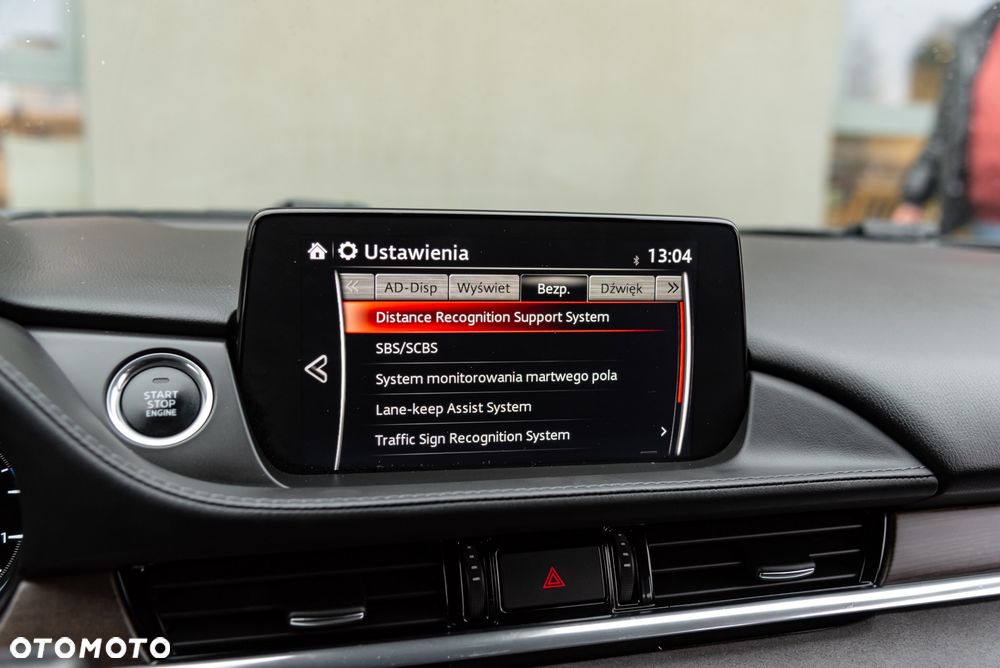 Ustawienia
13:04
AD-Disp Wyświet Bezp. Dźwięk
Distance Recognition Support System
SBS/SCBS
System monitorowania martwego pola
Lane-keep Assist System
Traffic Sign Recognition System
START
STOP
ENGINE
1
OTOMOTO